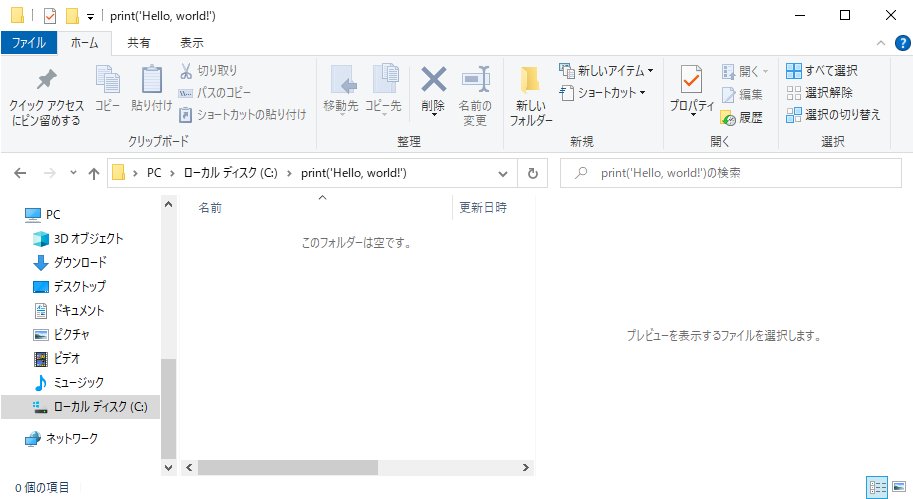 print('Hello, world!')
ファイル ホーム 共有 表示
クイック アクセス
にピン留めする
コピー
貼り付け
切り取り
パスのコピー
ショートカットの貼り付け
クリップボード
移動先
コピー先
削除
名前の
変更
整理
新しい
フォルダー
新しいアイテム
ショートカット
新規
プロパティ
開く
編集
履歴
開く
すべて選択
選択解除
選択の切り替え
選択
PC ローカル ディスク (C:) print('Hello, world!')
print('Hello, world!')の検索
PC
3D オブジェクト
ダウンロード
デスクトップ
ドキュメント
ピクチャ
ビデオ
ミュージック
ローカル ディスク (C:)
ネットワーク
名前 更新日時
このフォルダーは空です。
プレビューを表示するファイルを選択します。
0 個の項目